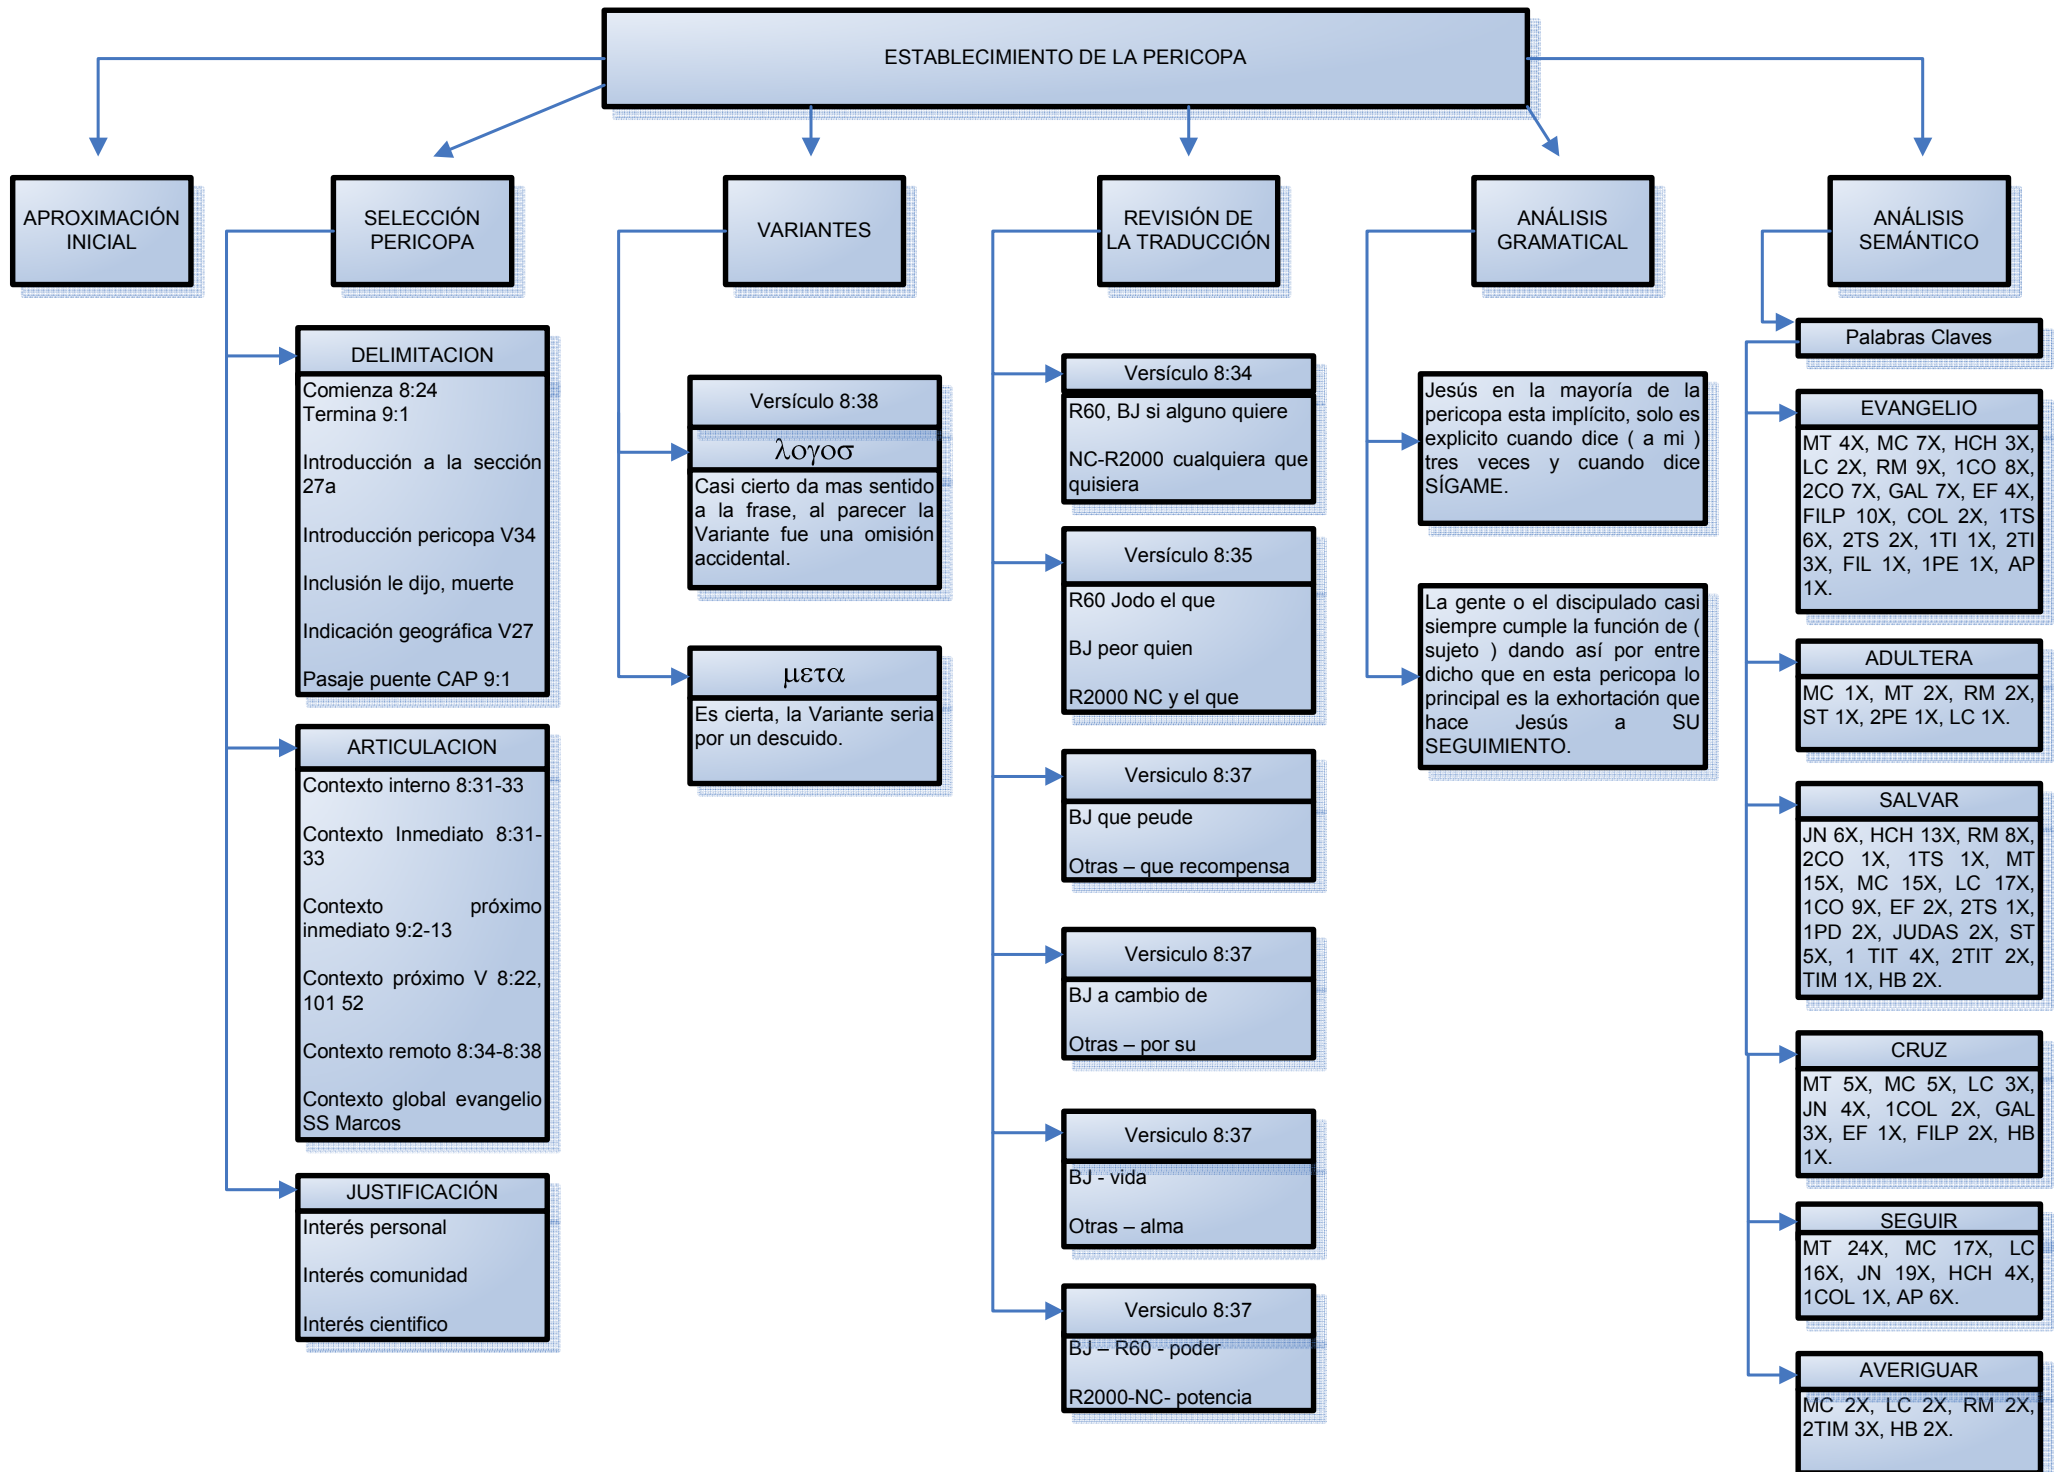 ESTABLECIMIENTO DE LA PERICOPA
APROXIMACIÓN
INICIAL
SELECCIÓN
PERICOPA
VARIANTES
REVISIÓN DE
LA TRADUCCIÓN
ANÁLISIS
GRAMATICAL
ANÁLISIS
SEMÁNTICO
DELIMITACION
Comienza 8:24
Termina 9:1
Introducción a la sección
27a
Introducción pericopa V34
Inclusión le dijo, muerte
Indicación geográfica V27
Pasaje puente CAP 9:1
ARTICULACION
Contexto interno 8:31-33
Contexto Inmediato 8:31-
33
Contexto próximo
inmediato 9:2-13
Contexto próximo V 8:22,
101 52
Contexto remoto 8:34-8:38
Contexto global evangelio
SS Marcos
JUSTIFICACIÓN
Interés personal
Interés comunidad
Interés cientifico
Versículo 8:38
λογοσ
Casi cierto da mas sentido
a la frase, al parecer la
Variante fue una omisión
accidental.
μετα
Es cierta, la Variante seria
por un descuido.
Versículo 8:34
R60, BJ si alguno quiere
NC-R2000 cualquiera que
quisiera
Versículo 8:35
R60 Jodo el que
BJ peor quien
R2000 NC y el que
Versiculo 8:37
BJ que peude
Otras – que recompensa
Versículo 8:37
BJ a cambio de
Otras – por su
Versiculo 8:37
BJ - vida
Otras – alma
Versiculo 8:37
BJ – R60 - poder
R2000-NC- potencia
Jesús en la mayoría de la
pericopa esta implícito, solo es
explicito cuando dice ( a mi )
tres veces y cuando dice
SÍGAME.
La gente o el discipulado casi
siempre cumple la función de (
sujeto ) dando así por entre
dicho que en esta pericopa lo
principal es la exhortación que
hace Jesús a SU
SEGUIMIENTO.
Palabras Claves
EVANGELIO
MT 4X, MC 7X, HCH 3X,
LC 2X, RM 9X, 1CO 8X,
2CO 7X, GAL 7X, EF 4X,
FILP 10X, COL 2X, 1TS
6X, 2TS 2X, 1TI 1X, 2TI
3X, FIL 1X, 1PE 1X, AP
1X.
ADULTERA
MC 1X, MT 2X, RM 2X,
ST 1X, 2PE 1X, LC 1X.
SALVAR
JN 6X, HCH 13X, RM 8X,
2CO 1X, 1TS 1X, MT
15X, MC 15X, LC 17X,
1CO 9X, EF 2X, 2TS 1X,
1PD 2X, JUDAS 2X, ST
5X, 1 TIT 4X, 2TIT 2X,
TIM 1X, HB 2X.
CRUZ
MT 5X, MC 5X, LC 3X,
JN 4X, 1COL 2X, GAL
3X, EF 1X, FILP 2X, HB
1X.
SEGUIR
MT 24X, MC 17X, LC
16X, JN 19X, HCH 4X,
1COL 1X, AP 6X.
AVERIGUAR
MC 2X, LC 2X, RM 2X,
2TIM 3X, HB 2X.